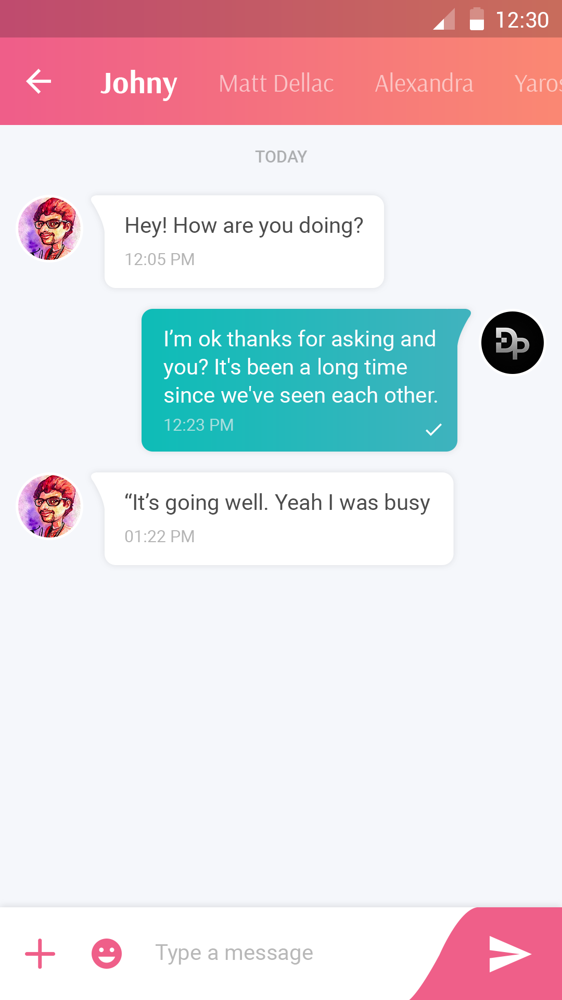 12:30
Johny Matt Dellac Alexandra Yaros
TODAY
Hey! How are you doing?
12:05 PM
I’m ok thanks for asking and
you? It's been a long time
since we've seen each other.
12:23 PM
DP
“It’s going well. Yeah I was busy
01:22 PM
Type a message